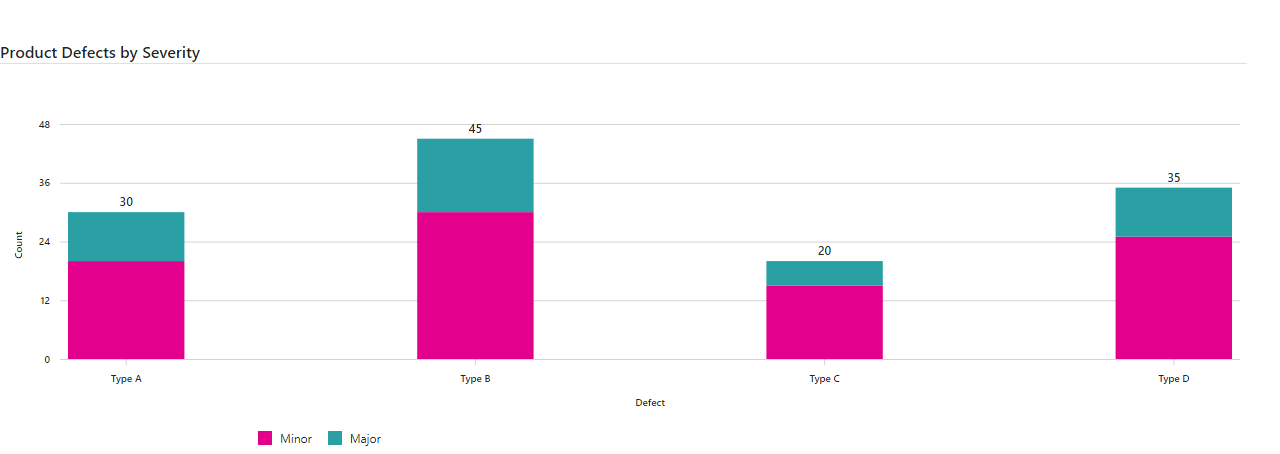 Product Defects by Severity
48
45
36
35
30
24
20
12
0
Count
Type A Type B Type C Type D
Defect
Minor Major